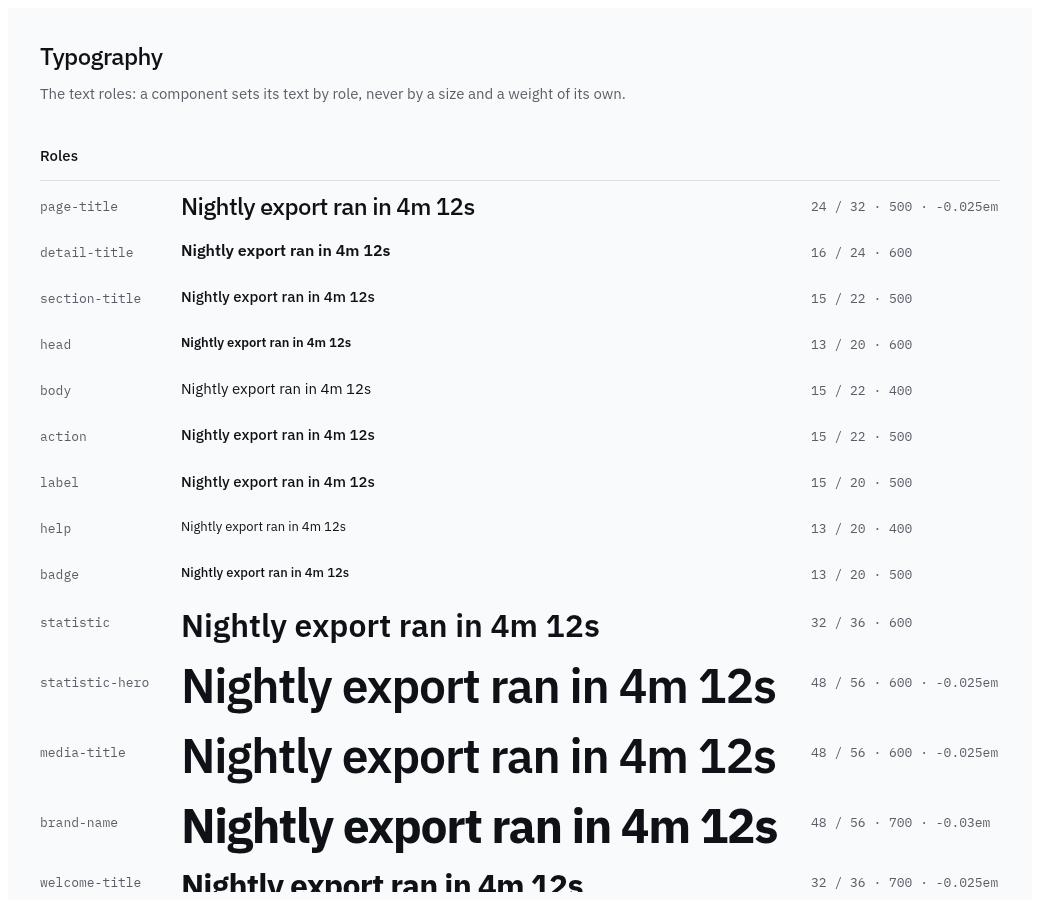 Typography
The text roles: a component sets its text by role, never by a size and a weight of its own.
Roles
page-title Nightly export ran in 4m 12s 24 / 32 · 500 · -0.025em
detail-title Nightly export ran in 4m 12s 16 / 24 · 600
section-title Nightly export ran in 4m 12s 15 / 22 · 500
head Nightly export ran in 4m 12s 13 / 20 · 600
body Nightly export ran in 4m 12s 15 / 22 · 400
action Nightly export ran in 4m 12s 15 / 22 · 500
label Nightly export ran in 4m 12s 15 / 20 · 500
help Nightly export ran in 4m 12s 13 / 20 · 400
badge Nightly export ran in 4m 12s 13 / 20 · 500
statistic Nightly export ran in 4m 12s 32 / 36 · 600
statistic-hero Nightly export ran in 4m 12s 48 / 56 · 600 · -0.025em
media-title Nightly export ran in 4m 12s 48 / 56 · 600 · -0.025em
brand-name Nightly export ran in 4m 12s 48 / 56 · 700 · -0.03em
welcome-title Nightly export ran in 4m 12s 32 / 36 · 700 · -0.025em